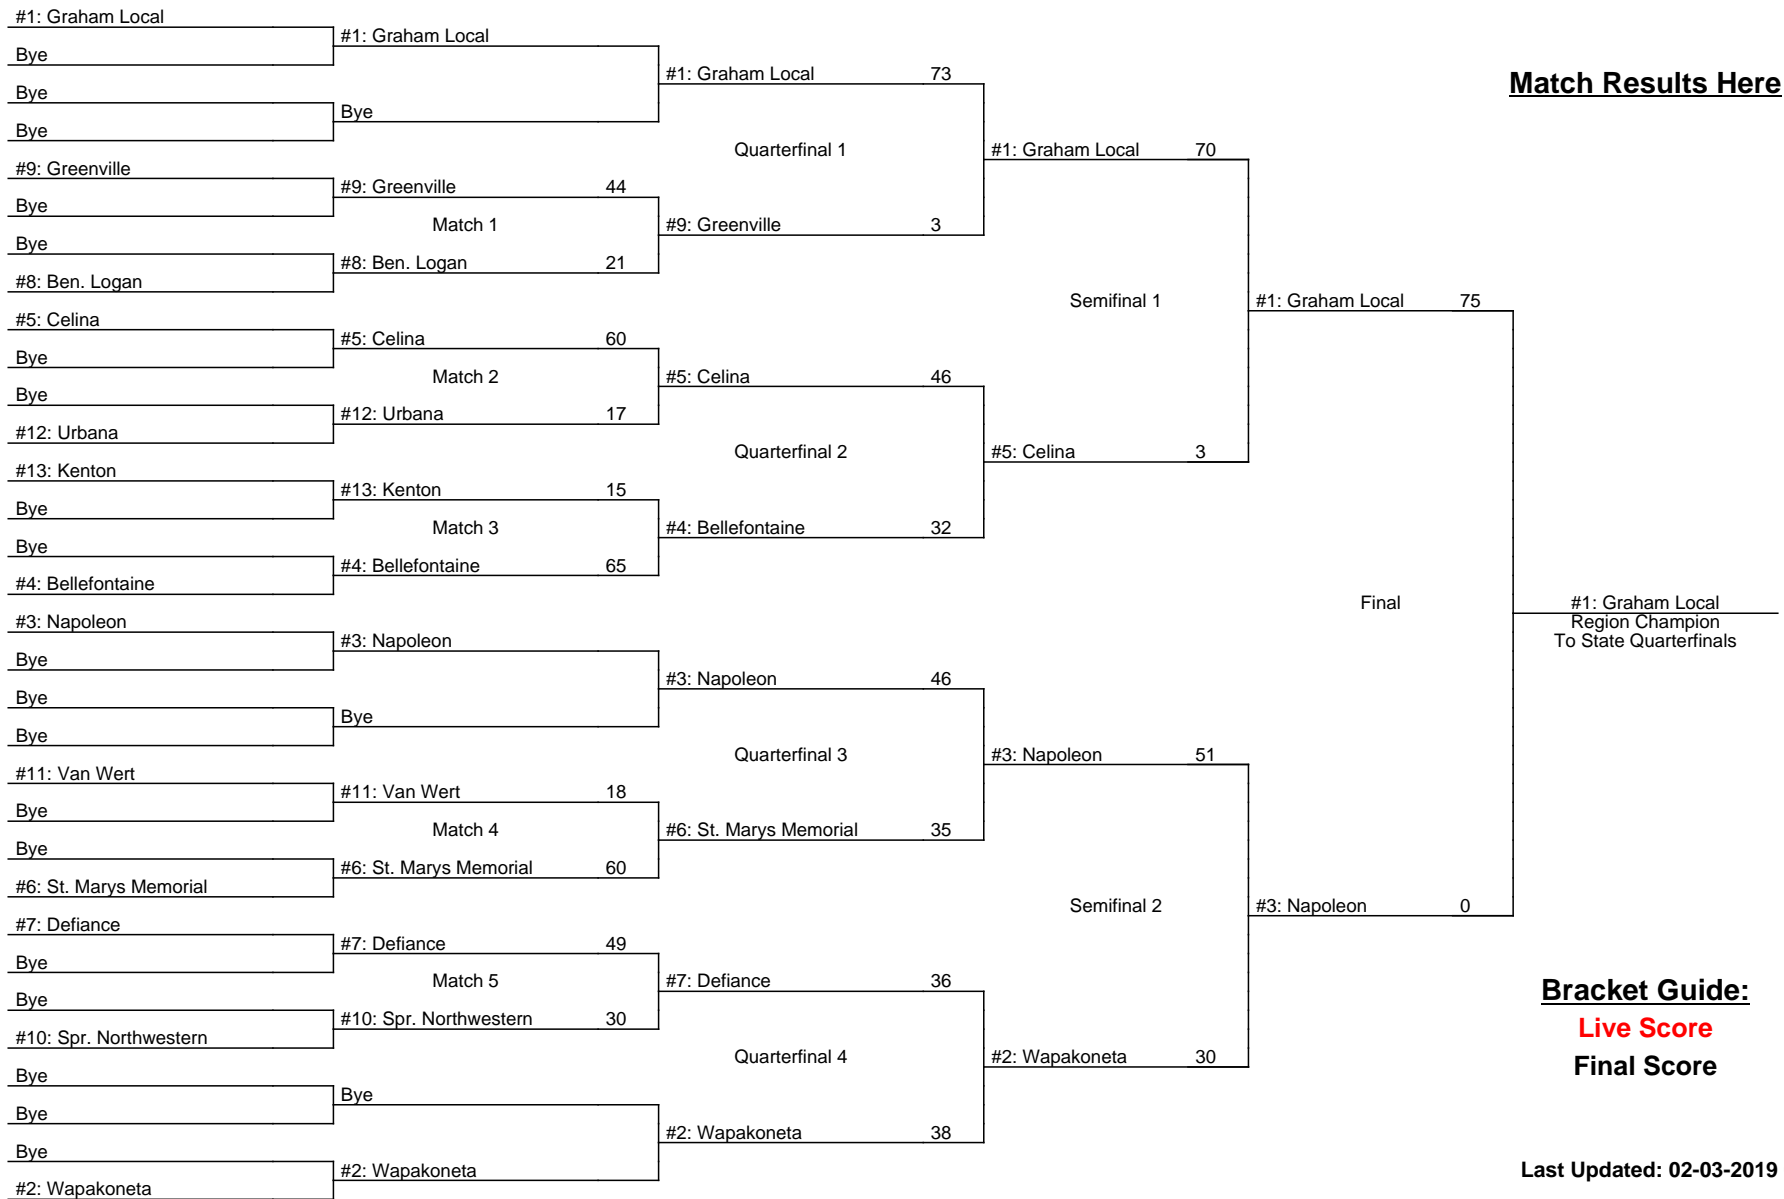 #1: Graham Local
Bye
Bye
Bye
#9: Greenville
Bye
Bye
#8: Ben. Logan
#5: Celina
Bye
Bye
#12: Urbana
#13: Kenton
Bye
Bye
#4: Bellefontaine
#3: Napoleon
Bye
Bye
Bye
#11: Van Wert
Bye
Bye
#6: St. Marys Memorial
#7: Defiance
Bye
Bye
#10: Spr. Northwestern
Bye
Bye
Bye
#2: Wapakoneta
#1: Graham Local
Bye
#9: Greenville 44
Match 1
#8: Ben. Logan 21
#5: Celina 60
Match 2
#12: Urbana 17
#13: Kenton 15
Match 3
#4: Bellefontaine 65
#3: Napoleon
Bye
#11: Van Wert 18
Match 4
#6: St. Marys Memorial 60
#7: Defiance 49
Match 5
#10: Spr. Northwestern 30
Bye
#2: Wapakoneta
#1: Graham Local 73
Quarterfinal 1
#9: Greenville 3
#5: Celina 46
Quarterfinal 2
#4: Bellefontaine 32
#3: Napoleon 46
Quarterfinal 3
#6: St. Marys Memorial 35
#7: Defiance 36
Quarterfinal 4
#2: Wapakoneta 38
#1: Graham Local 70
Semifinal 1
#5: Celina 3
#3: Napoleon 51
Semifinal 2
#2: Wapakoneta 30
#1: Graham Local 75
Final
#3: Napoleon 0
Match Results Here
#1: Graham Local
Region Champion
To State Quarterfinals
Bracket Guide:
Live Score
Final Score
Last Updated: 02-03-2019